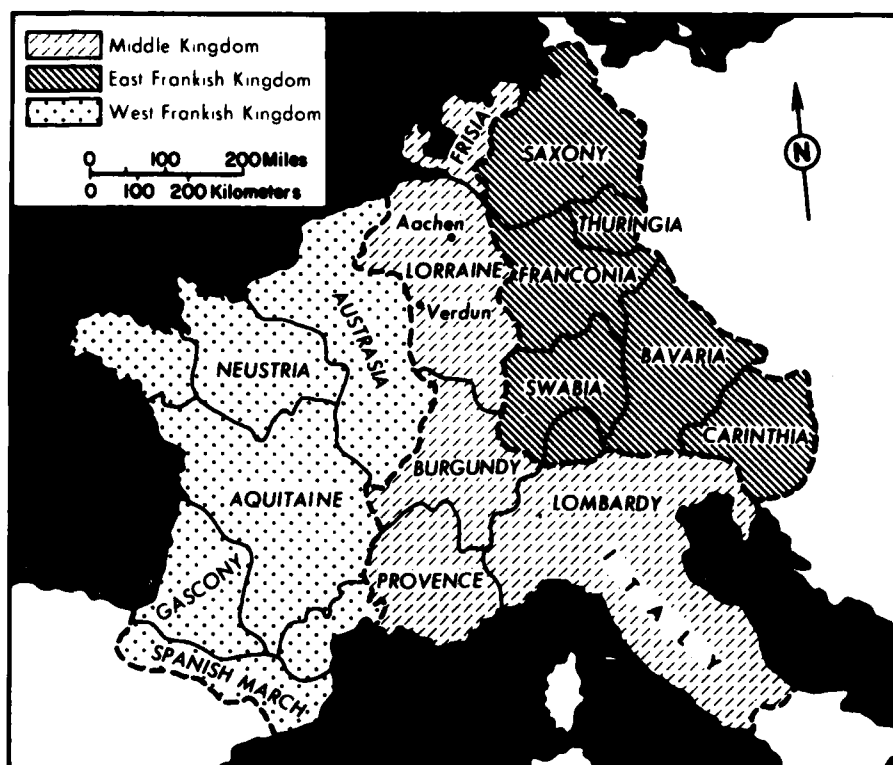 Middle Kingdom
East Frankish Kingdom
West Frankish Kingdom
0 100 200 Miles
0 100 200 Kilometers
N
FRISIA
SAXONY
THURINGIA
Aachen
LORRAINE
FRANCONIA
Verdun
AUSTRASIA
NEUSTRIA
BAVARIA
SWABIA
CARINTHIA
BURGUNDY
AQUITAINE
LOMBARDY
GASCONY
PROVENCE
ITALY
SPANISH MARCH